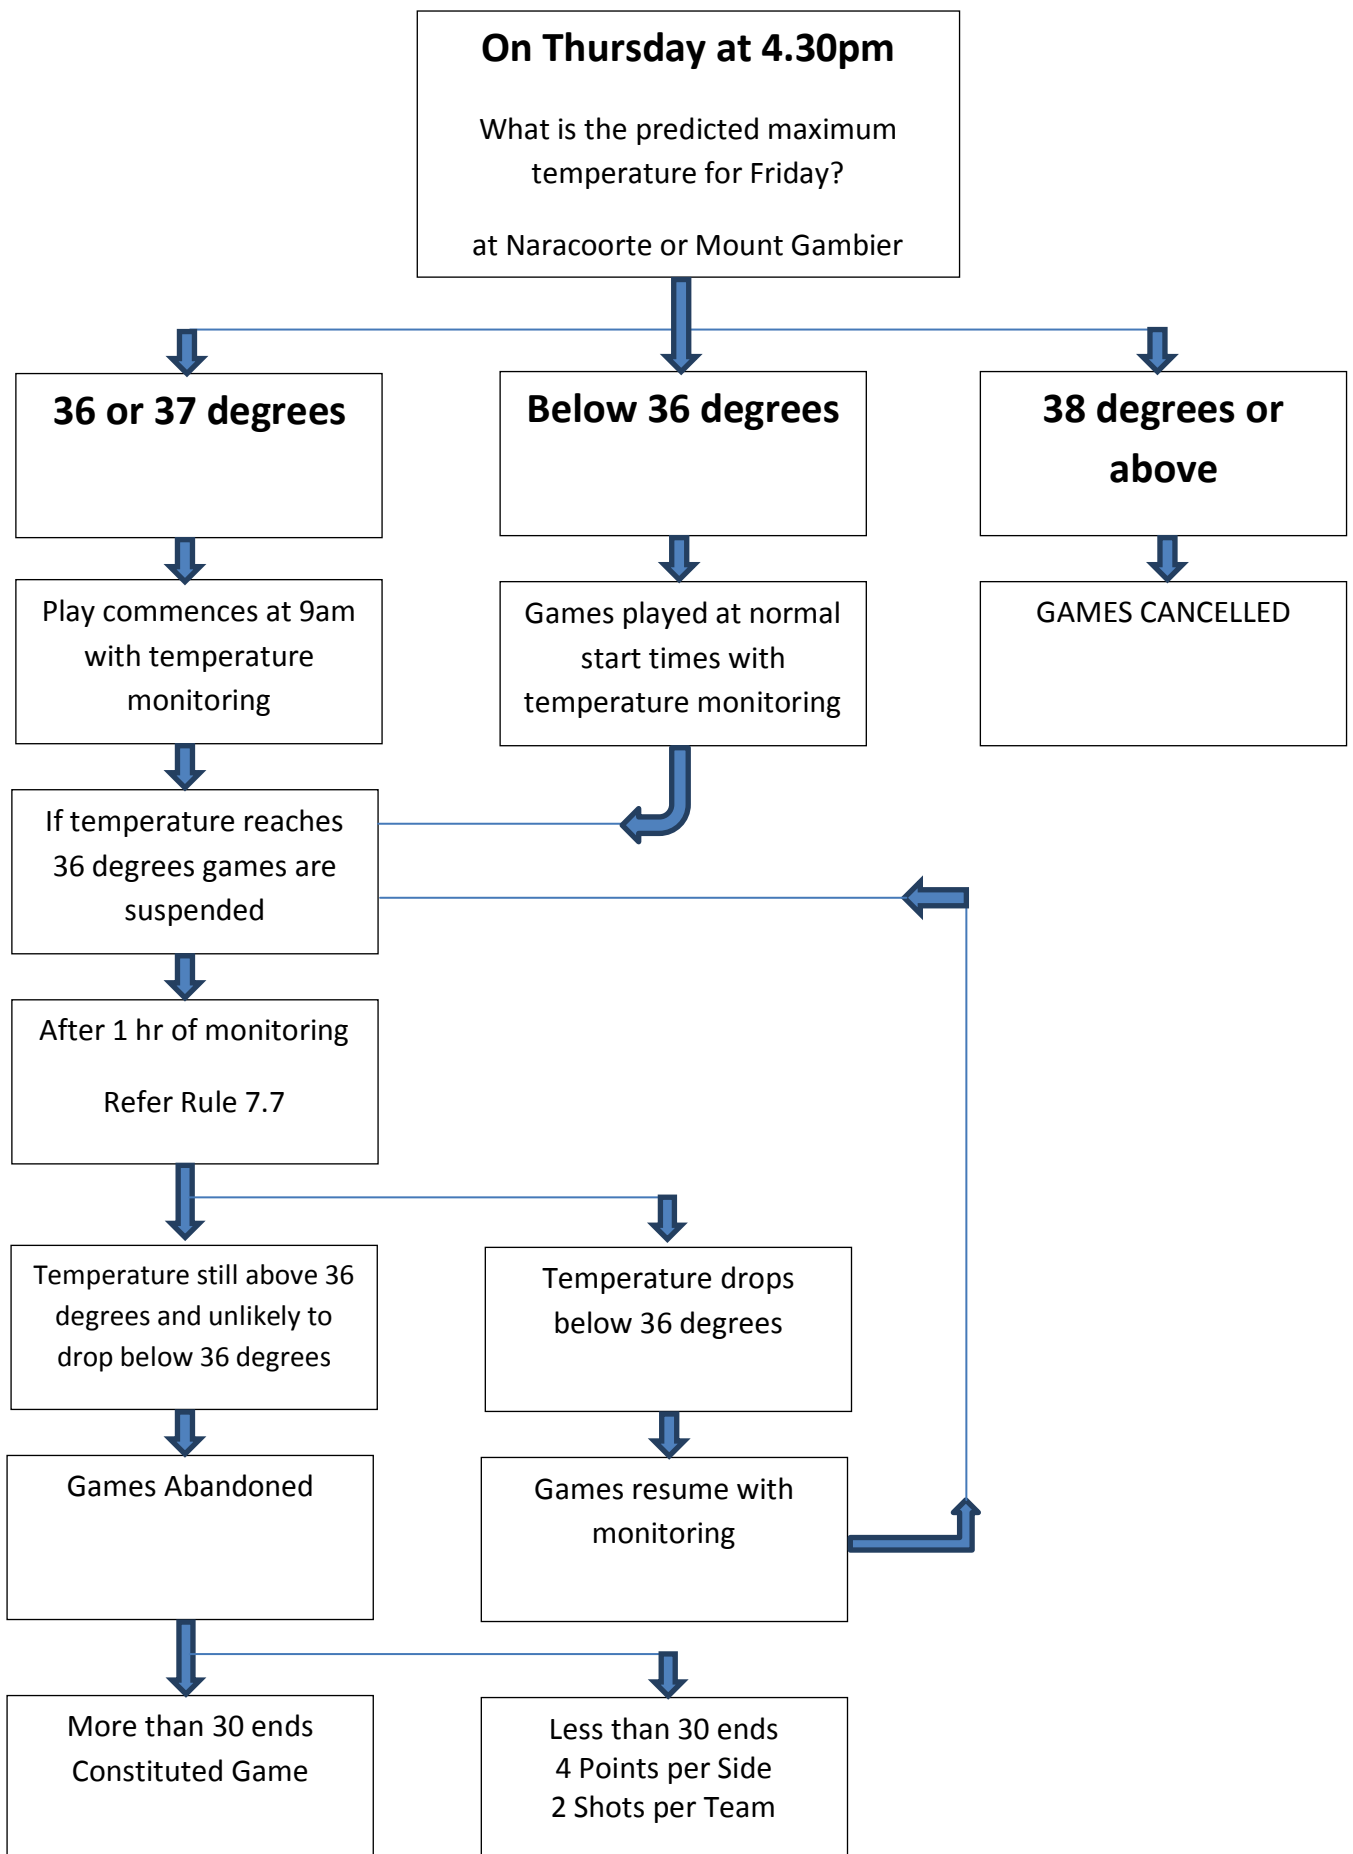 On Thursday at 4.30pm
What is the predicted maximum
temperature for Friday?
at Naracoorte or Mount Gambier
36 or 37 degrees
Below 36 degrees
38 degrees or
above
Play commences at 9am
with temperature
monitoring
Games played at normal
start times with
temperature monitoring
GAMES CANCELLED
If temperature reaches
36 degrees games are
suspended
After 1 hr of monitoring
Refer Rule 7.7
Temperature still above 36
degrees and unlikely to
drop below 36 degrees
Temperature drops
below 36 degrees
Games Abandoned
Games resume with
monitoring
More than 30 ends
Constituted Game
Less than 30 ends
4 Points per Side
2 Shots per Team